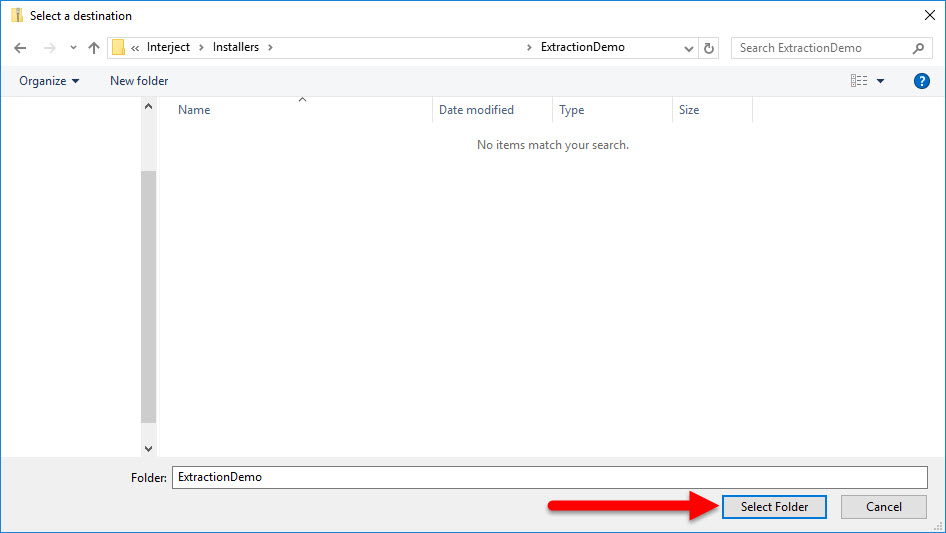 Select a destination
« Interject > Installers > > ExtractionDemo Search ExtractionDemo
Organize New folder ?
Name Date modified Type Size
No items match your search.
Folder: ExtractionDemo
Select Folder Cancel